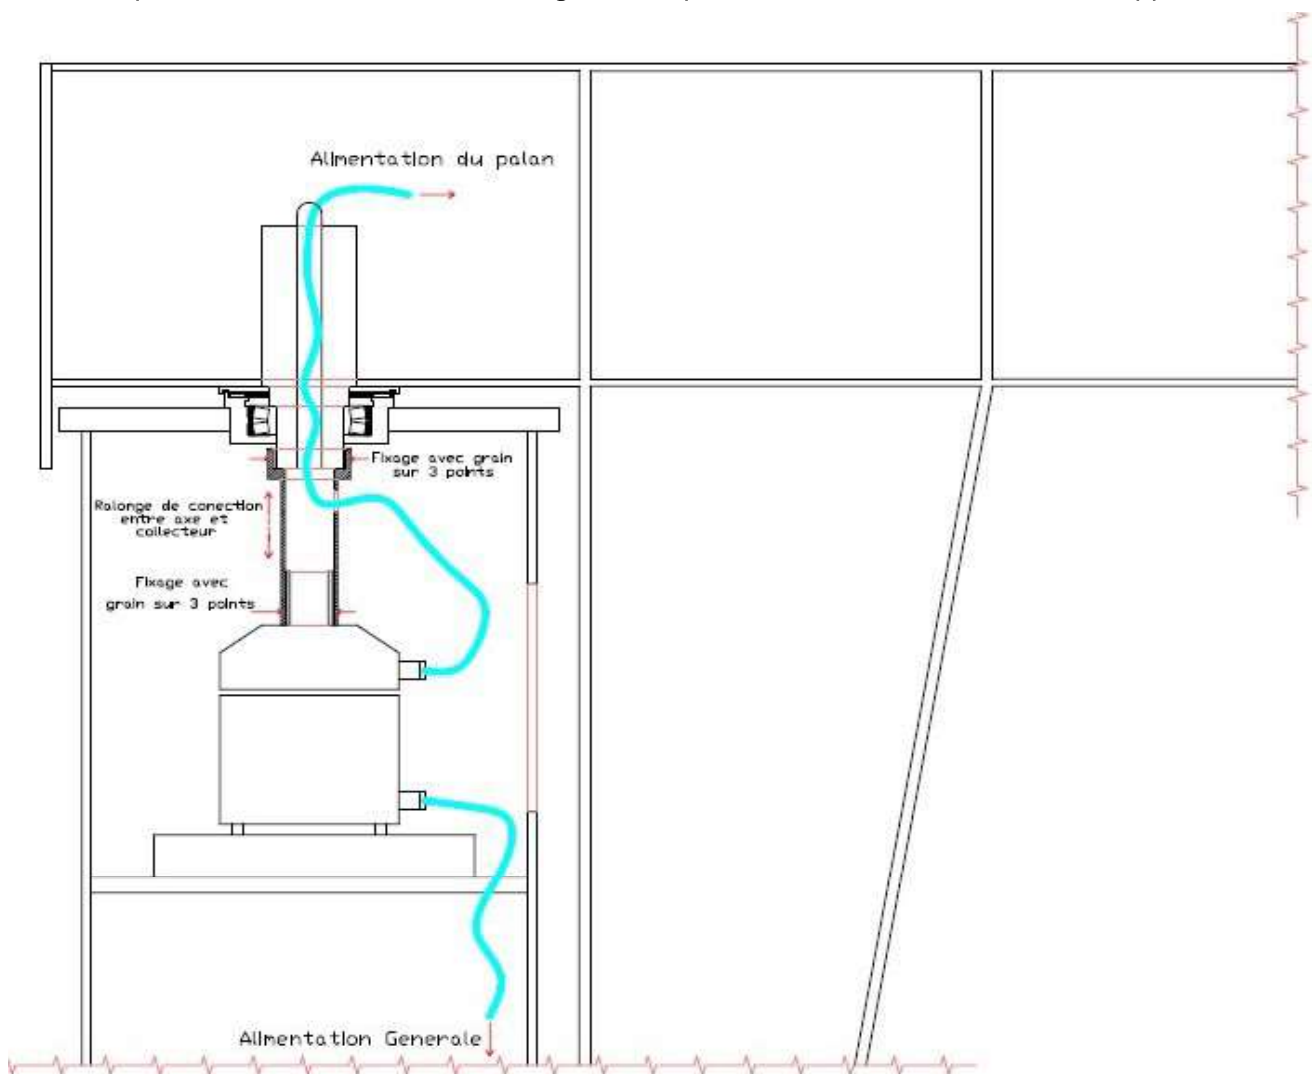 Alimentation du palan
Fixage avec grain
sur 3 points
Ralonge de conection
entre axe et
collecteur
Fixage avec
grain sur 3 points
Alimentation Generale